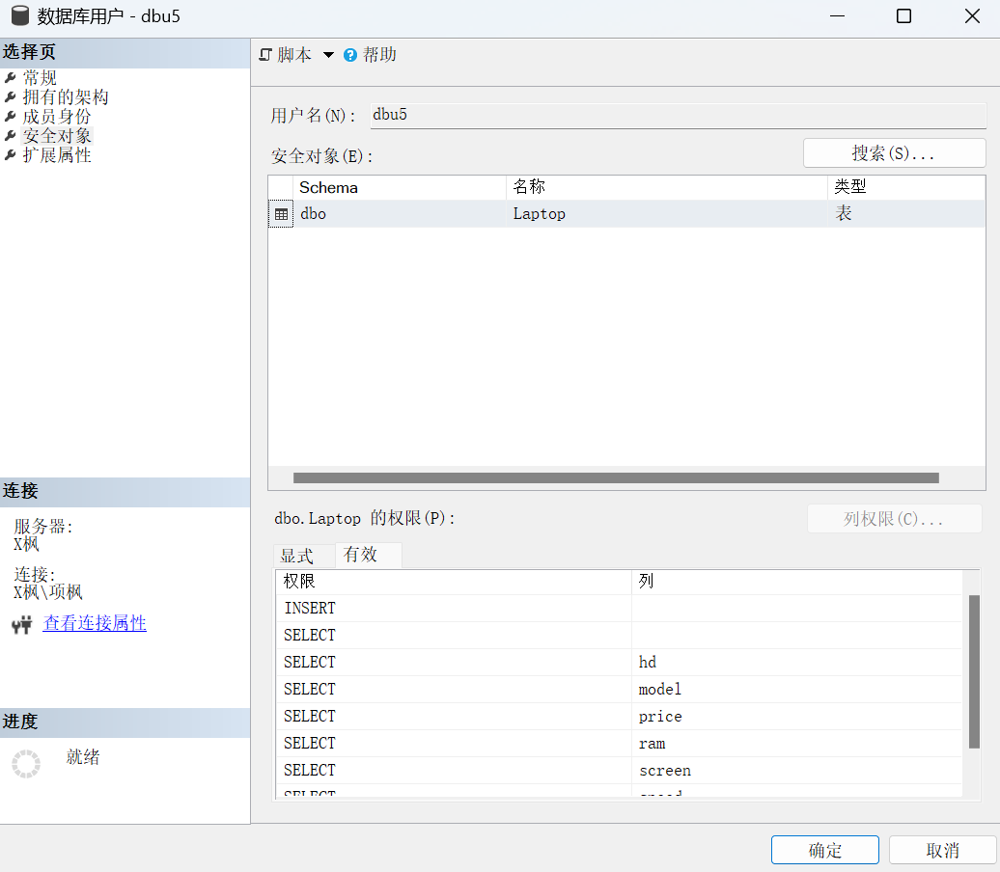 数据库用户 - dbu5
选择页
常规
拥有的架构
成员身份
安全对象
扩展属性
脚本 帮助
用户名(N): dbu5
安全对象(E): 搜索(S)...
Schema 名称 类型
dbo Laptop 表
dbo.Laptop 的权限(P): 列权限(C)...
显式 有效
权限 列
INSERT
SELECT
SELECT hd
SELECT model
SELECT price
SELECT ram
SELECT screen
SELECT speed
连接
服务器:
X枫
连接:
X枫\项枫
查看连接属性
进度
就绪
确定 取消